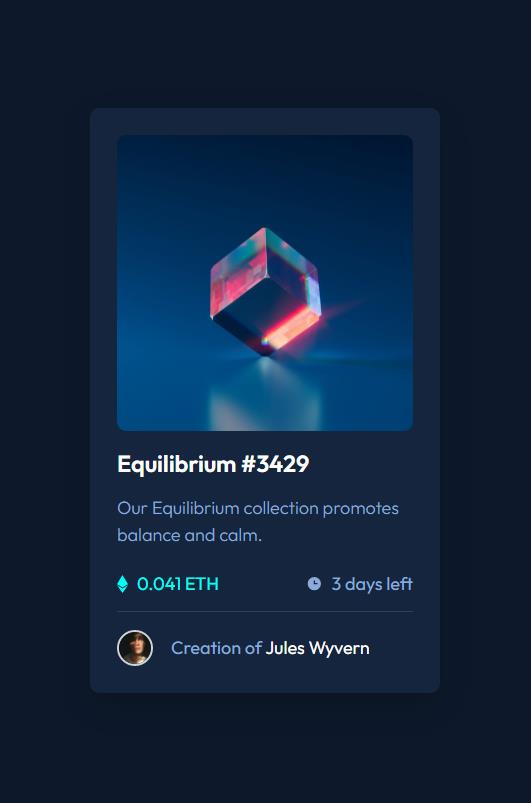 Equilibrium #3429
Our Equilibrium collection promotes
balance and calm.
0.041 ETH
3 days left
Creation of Jules Wyvern